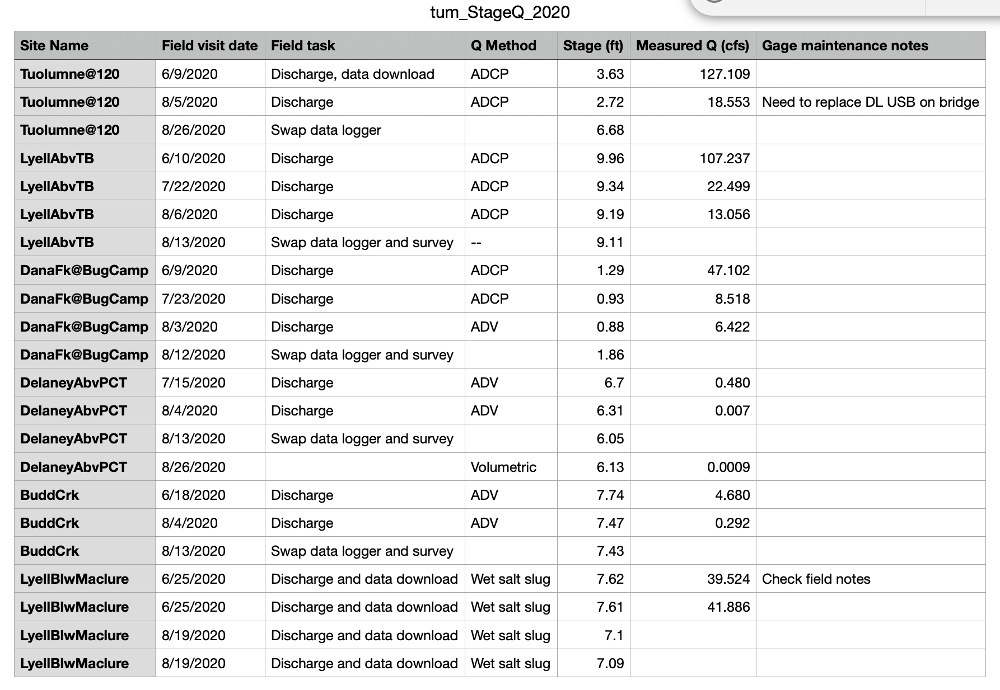 tum_StageQ_2020
Site Name Field visit date Field task Q Method Stage (ft) Measured Q (cfs) Gage maintenance notes
Tuolumne@120 6/9/2020 Discharge, data download ADCP 3.63 127.109
Tuolumne@120 8/5/2020 Discharge ADCP 2.72 18.553 Need to replace DL USB on bridge
Tuolumne@120 8/26/2020 Swap data logger 6.68
LyellAbvTB 6/10/2020 Discharge ADCP 9.96 107.237
LyellAbvTB 7/22/2020 Discharge ADCP 9.34 22.499
LyellAbvTB 8/6/2020 Discharge ADCP 9.19 13.056
LyellAbvTB 8/13/2020 Swap data logger and survey -- 9.11
DanaFk@BugCamp 6/9/2020 Discharge ADCP 1.29 47.102
DanaFk@BugCamp 7/23/2020 Discharge ADCP 0.93 8.518
DanaFk@BugCamp 8/3/2020 Discharge ADV 0.88 6.422
DanaFk@BugCamp 8/12/2020 Swap data logger and survey 1.86
DelaneyAbvPCT 7/15/2020 Discharge ADV 6.7 0.480
DelaneyAbvPCT 8/4/2020 Discharge ADV 6.31 0.007
DelaneyAbvPCT 8/13/2020 Swap data logger and survey 6.05
DelaneyAbvPCT 8/26/2020 Volumetric 6.13 0.0009
BuddCrk 6/18/2020 Discharge ADV 7.74 4.680
BuddCrk 8/4/2020 Discharge ADV 7.47 0.292
BuddCrk 8/13/2020 Swap data logger and survey 7.43
LyellBlwMaclure 6/25/2020 Discharge and data download Wet salt slug 7.62 39.524 Check field notes
LyellBlwMaclure 6/25/2020 Discharge and data download Wet salt slug 7.61 41.886
LyellBlwMaclure 8/19/2020 Discharge and data download Wet salt slug 7.1
LyellBlwMaclure 8/19/2020 Discharge and data download Wet salt slug 7.09